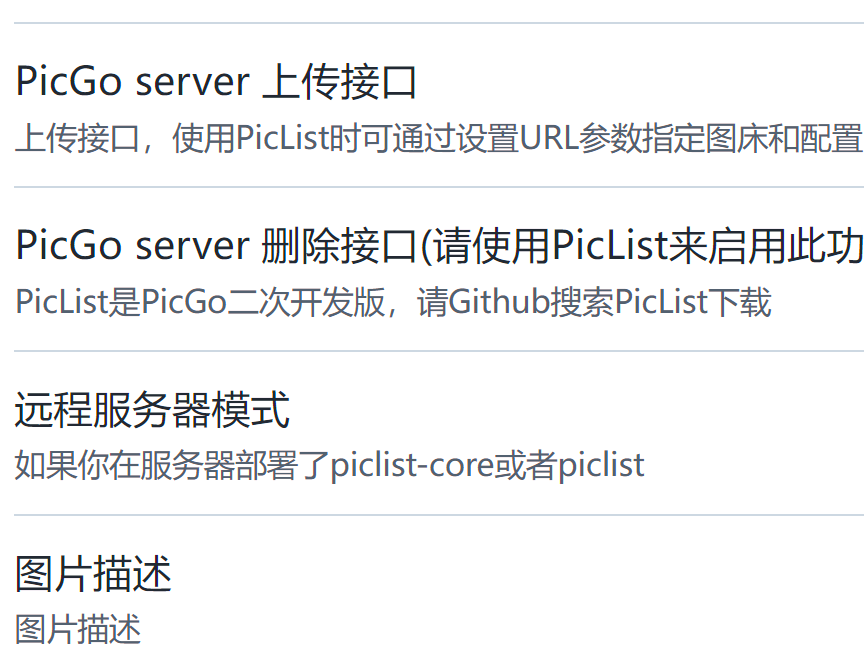 PicGo server 上传接口
上传接口，使用PicList时可通过设置URL参数指定图床和配置
PicGo server 删除接口(请使用PicList来启用此功
PicList是PicGo二次开发版，请Github搜索PicList下载
远程服务器模式
如果你在服务器部署了piclist-core或者piclist
图片描述
图片描述